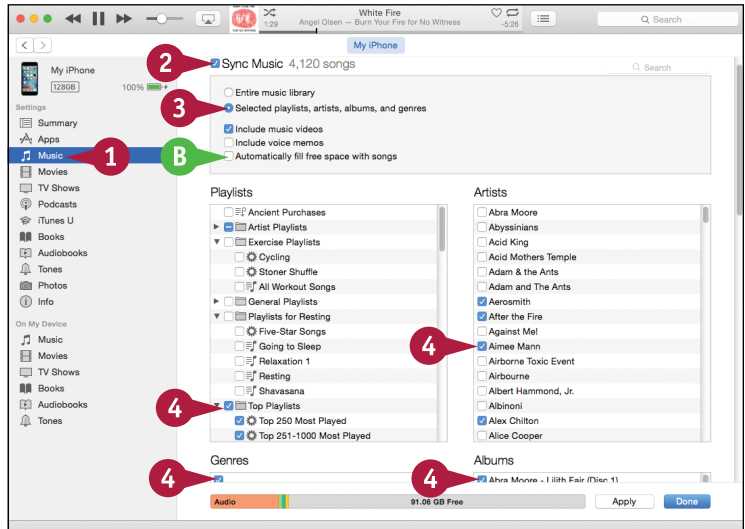 White Fire
1:29
Angel Olsen — Burn Your Fire for No Witness
-5:26
Search
My iPhone
My iPhone
128GB
100%
Settings
Summary
Apps
Music
Movies
TV Shows
Podcasts
iTunes U
Books
Audiobooks
Tones
Photos
Info
On My Device
Music
Movies
TV Shows
Books
Audiobooks
Tones
1
2
Sync Music 4,120 songs
Search
Entire music library
3
Selected playlists, artists, albums, and genres
Include music videos
Include voice memos
B
Automatically fill free space with songs
Playlists
Ancient Purchases
Artist Playlists
Exercise Playlists
Cycling
Stoner Shuffle
All Workout Songs
General Playlists
Playlists for Resting
Five-Star Songs
Going to Sleep
Relaxation 1
Resting
Shavasana
4
Top Playlists
Top 250 Most Played
Top 251-1000 Most Played
Artists
Abra Moore
Abyssinians
Acid King
Acid Mothers Temple
Adam & the Ants
Adam and The Ants
Aerosmith
After the Fire
Against Me!
4
Aimee Mann
Airborne Toxic Event
Airbourne
Albert Hammond, Jr.
Albinoni
Alex Chilton
Alice Cooper
Genres
4
Albums
4
Abra Moore - Lilith Fair (Disc 1)
Audio
91.06 GB Free
Apply
Done